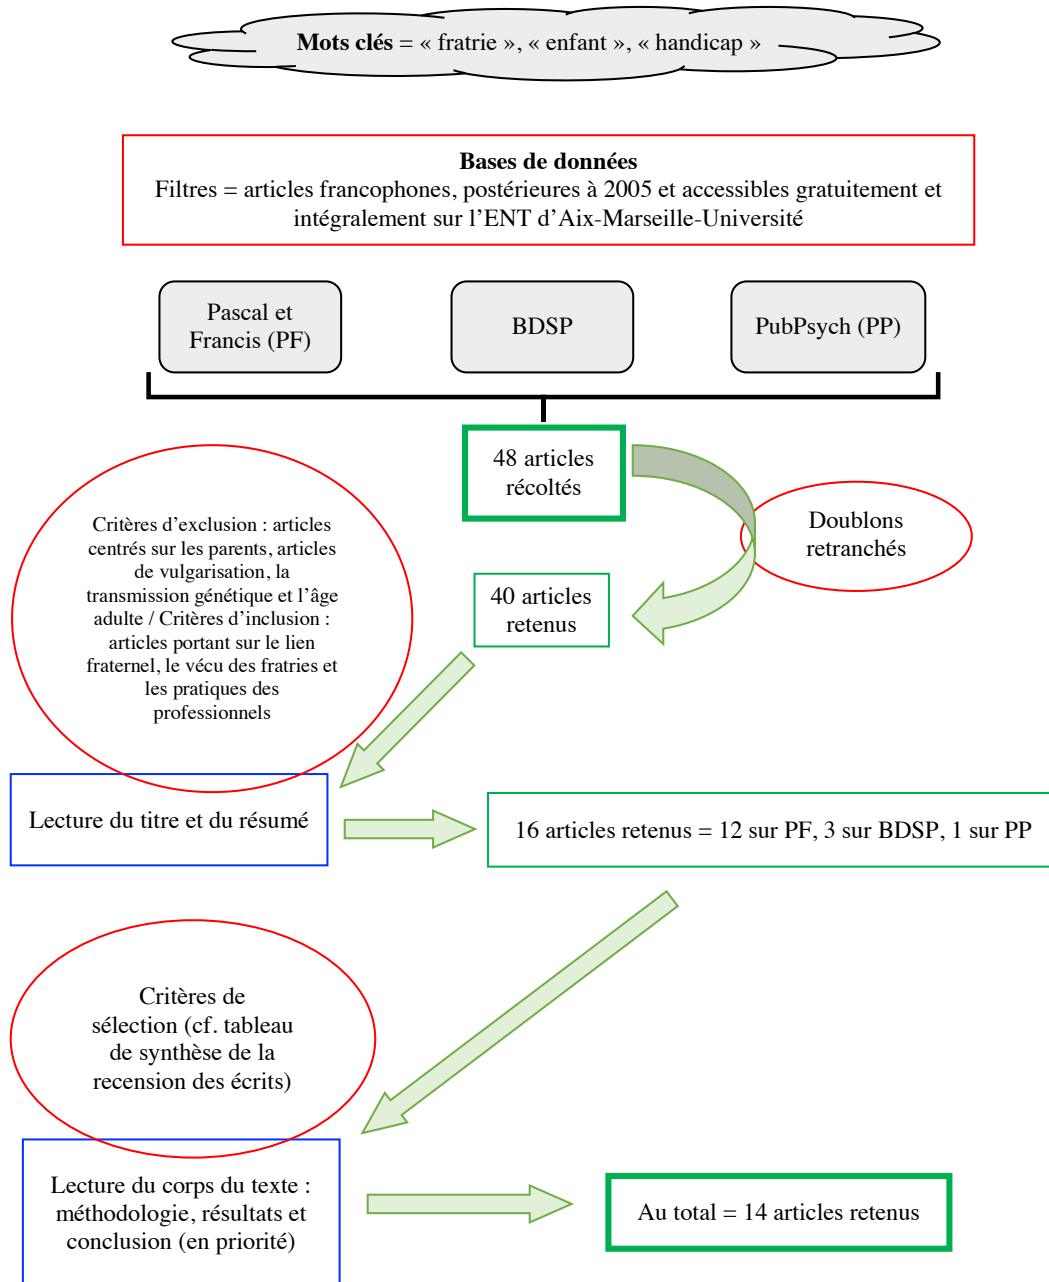 Mots clés = « fratrie », « enfant », « handicap »
Bases de données
Filtres = articles francophones, postérieures à 2005 et accessibles gratuitement et
intégralement sur l’ENT d’Aix-Marseille-Université
Pascal et
Francis (PF)
BDSP
PubPsych (PP)
48 articles
récoltés
Doublons
retranchés
40 articles
retenus
Critères d’exclusion : articles
centrés sur les parents, articles
de vulgarisation, la
transmission génétique et l’âge
adulte / Critères d’inclusion :
articles portant sur le lien
fraternel, le vécu des fratries et
les pratiques des
professionnels
Lecture du titre et du résumé
16 articles retenus = 12 sur PF, 3 sur BDSP, 1 sur PP
Critères de
sélection (cf. tableau
de synthèse de la
recension des écrits)
Lecture du corps du texte :
méthodologie, résultats et
conclusion (en priorité)
Au total = 14 articles retenus